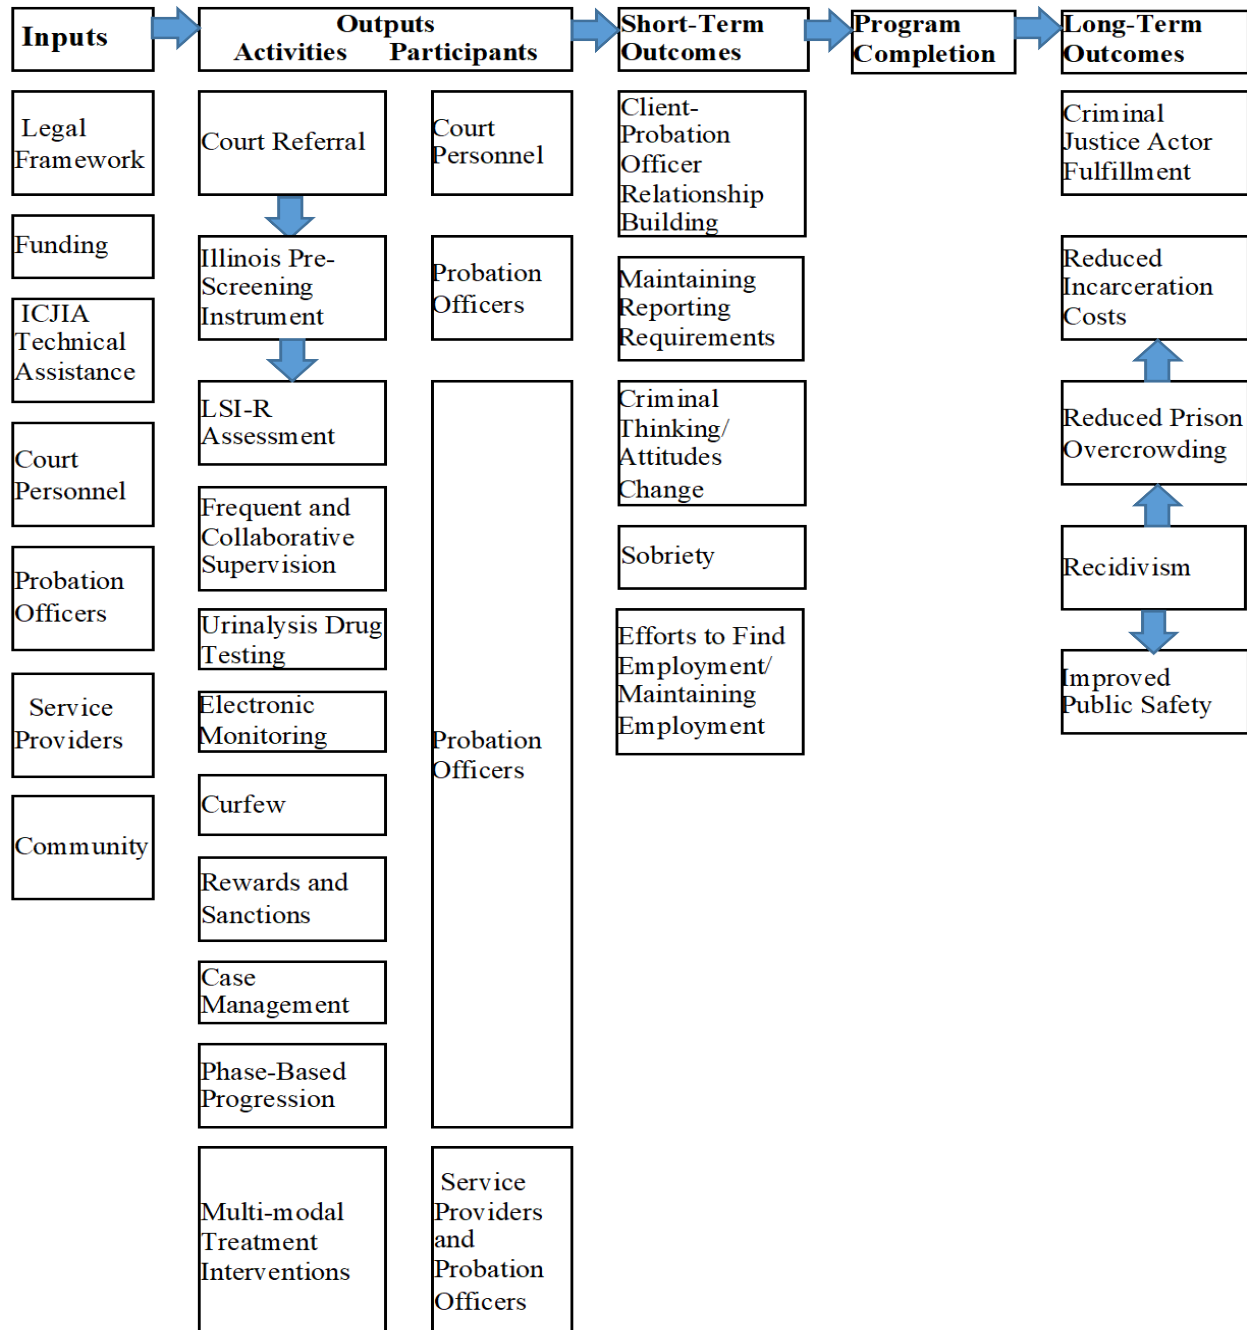 Inputs
Outputs
Activities Participants
Short-Term
Outcomes
Program
Completion
Long-Term
Outcomes
Legal
Framework
Funding
ICJIA
Technical
Assistance
Court
Personnel
Probation
Officers
Service
Providers
Community
Court Referral
Illinois Pre-
Screening
Instrument
LSI-R
Assessment
Frequent and
Collaborative
Supervision
Urinalysis Drug
Testing
Electronic
Monitoring
Curfew
Rewards and
Sanctions
Case
Management
Phase-Based
Progression
Multi-modal
Treatment
Interventions
Court
Personnel
Probation
Officers
Probation
Officers
Service
Providers
and
Probation
Officers
Client-
Probation
Officer
Relationship
Building
Maintaining
Reporting
Requirements
Criminal
Thinking/
Attitudes
Change
Sobriety
Efforts to Find
Employment/
Maintaining
Employment
Criminal
Justice Actor
Fulfillment
Reduced
Incarceration
Costs
Reduced Prison
Overcrowding
Recidivism
Improved
Public Safety